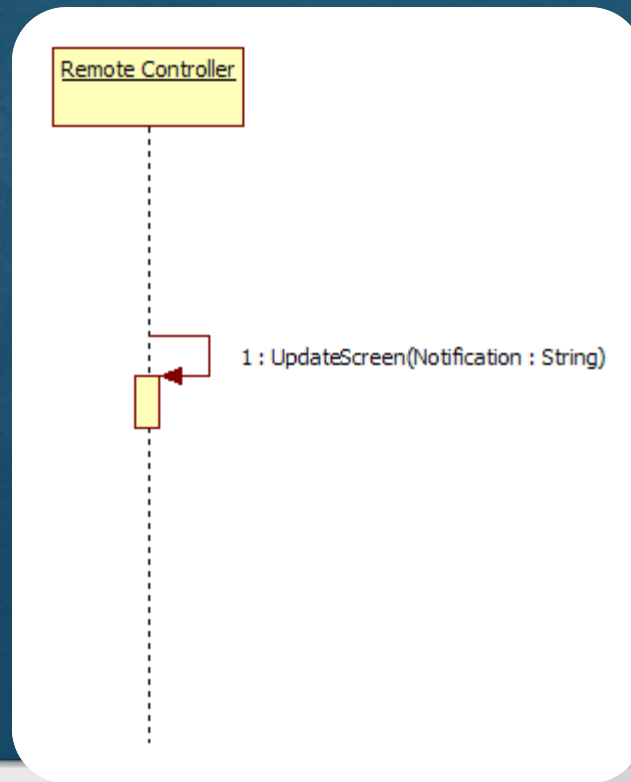 Remote Controller
1 : UpdateScreen(Notification : String)